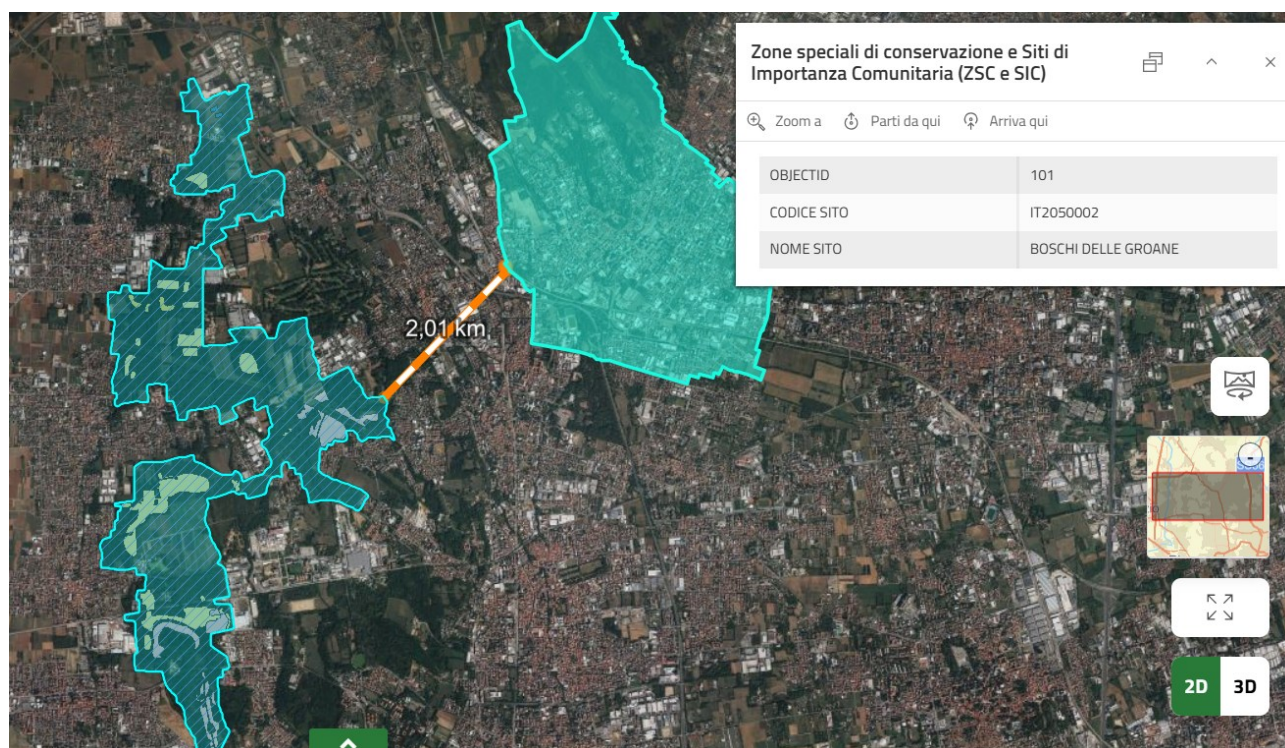 Zone speciali di conservazione e Siti di
Importanza Comunitaria (ZSC e SIC)
Zoom a Parti da qui Arriva qui
OBJECTID 101
CODICE SITO IT2050002
NOME SITO BOSCHI DELLE GROANE
2,01 km
2D 3D